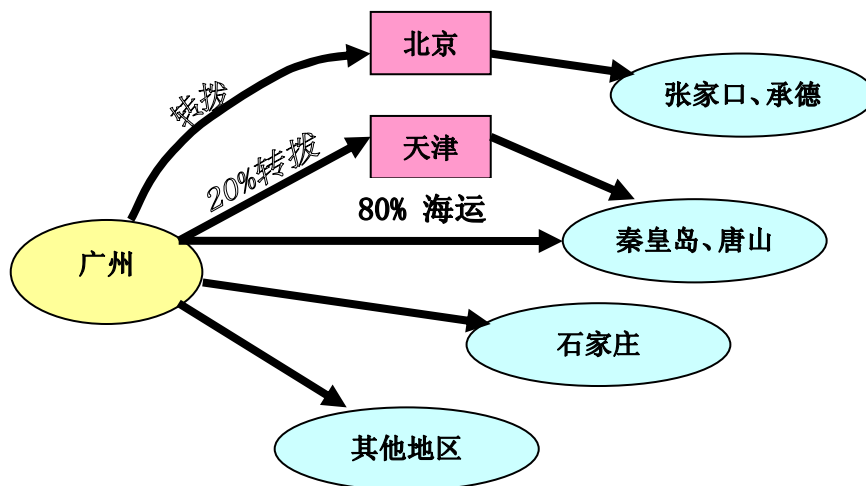 北京
张家口、承德
转拨
天津
20%转拨
80% 海运
秦皇岛、唐山
广州
石家庄
其他地区